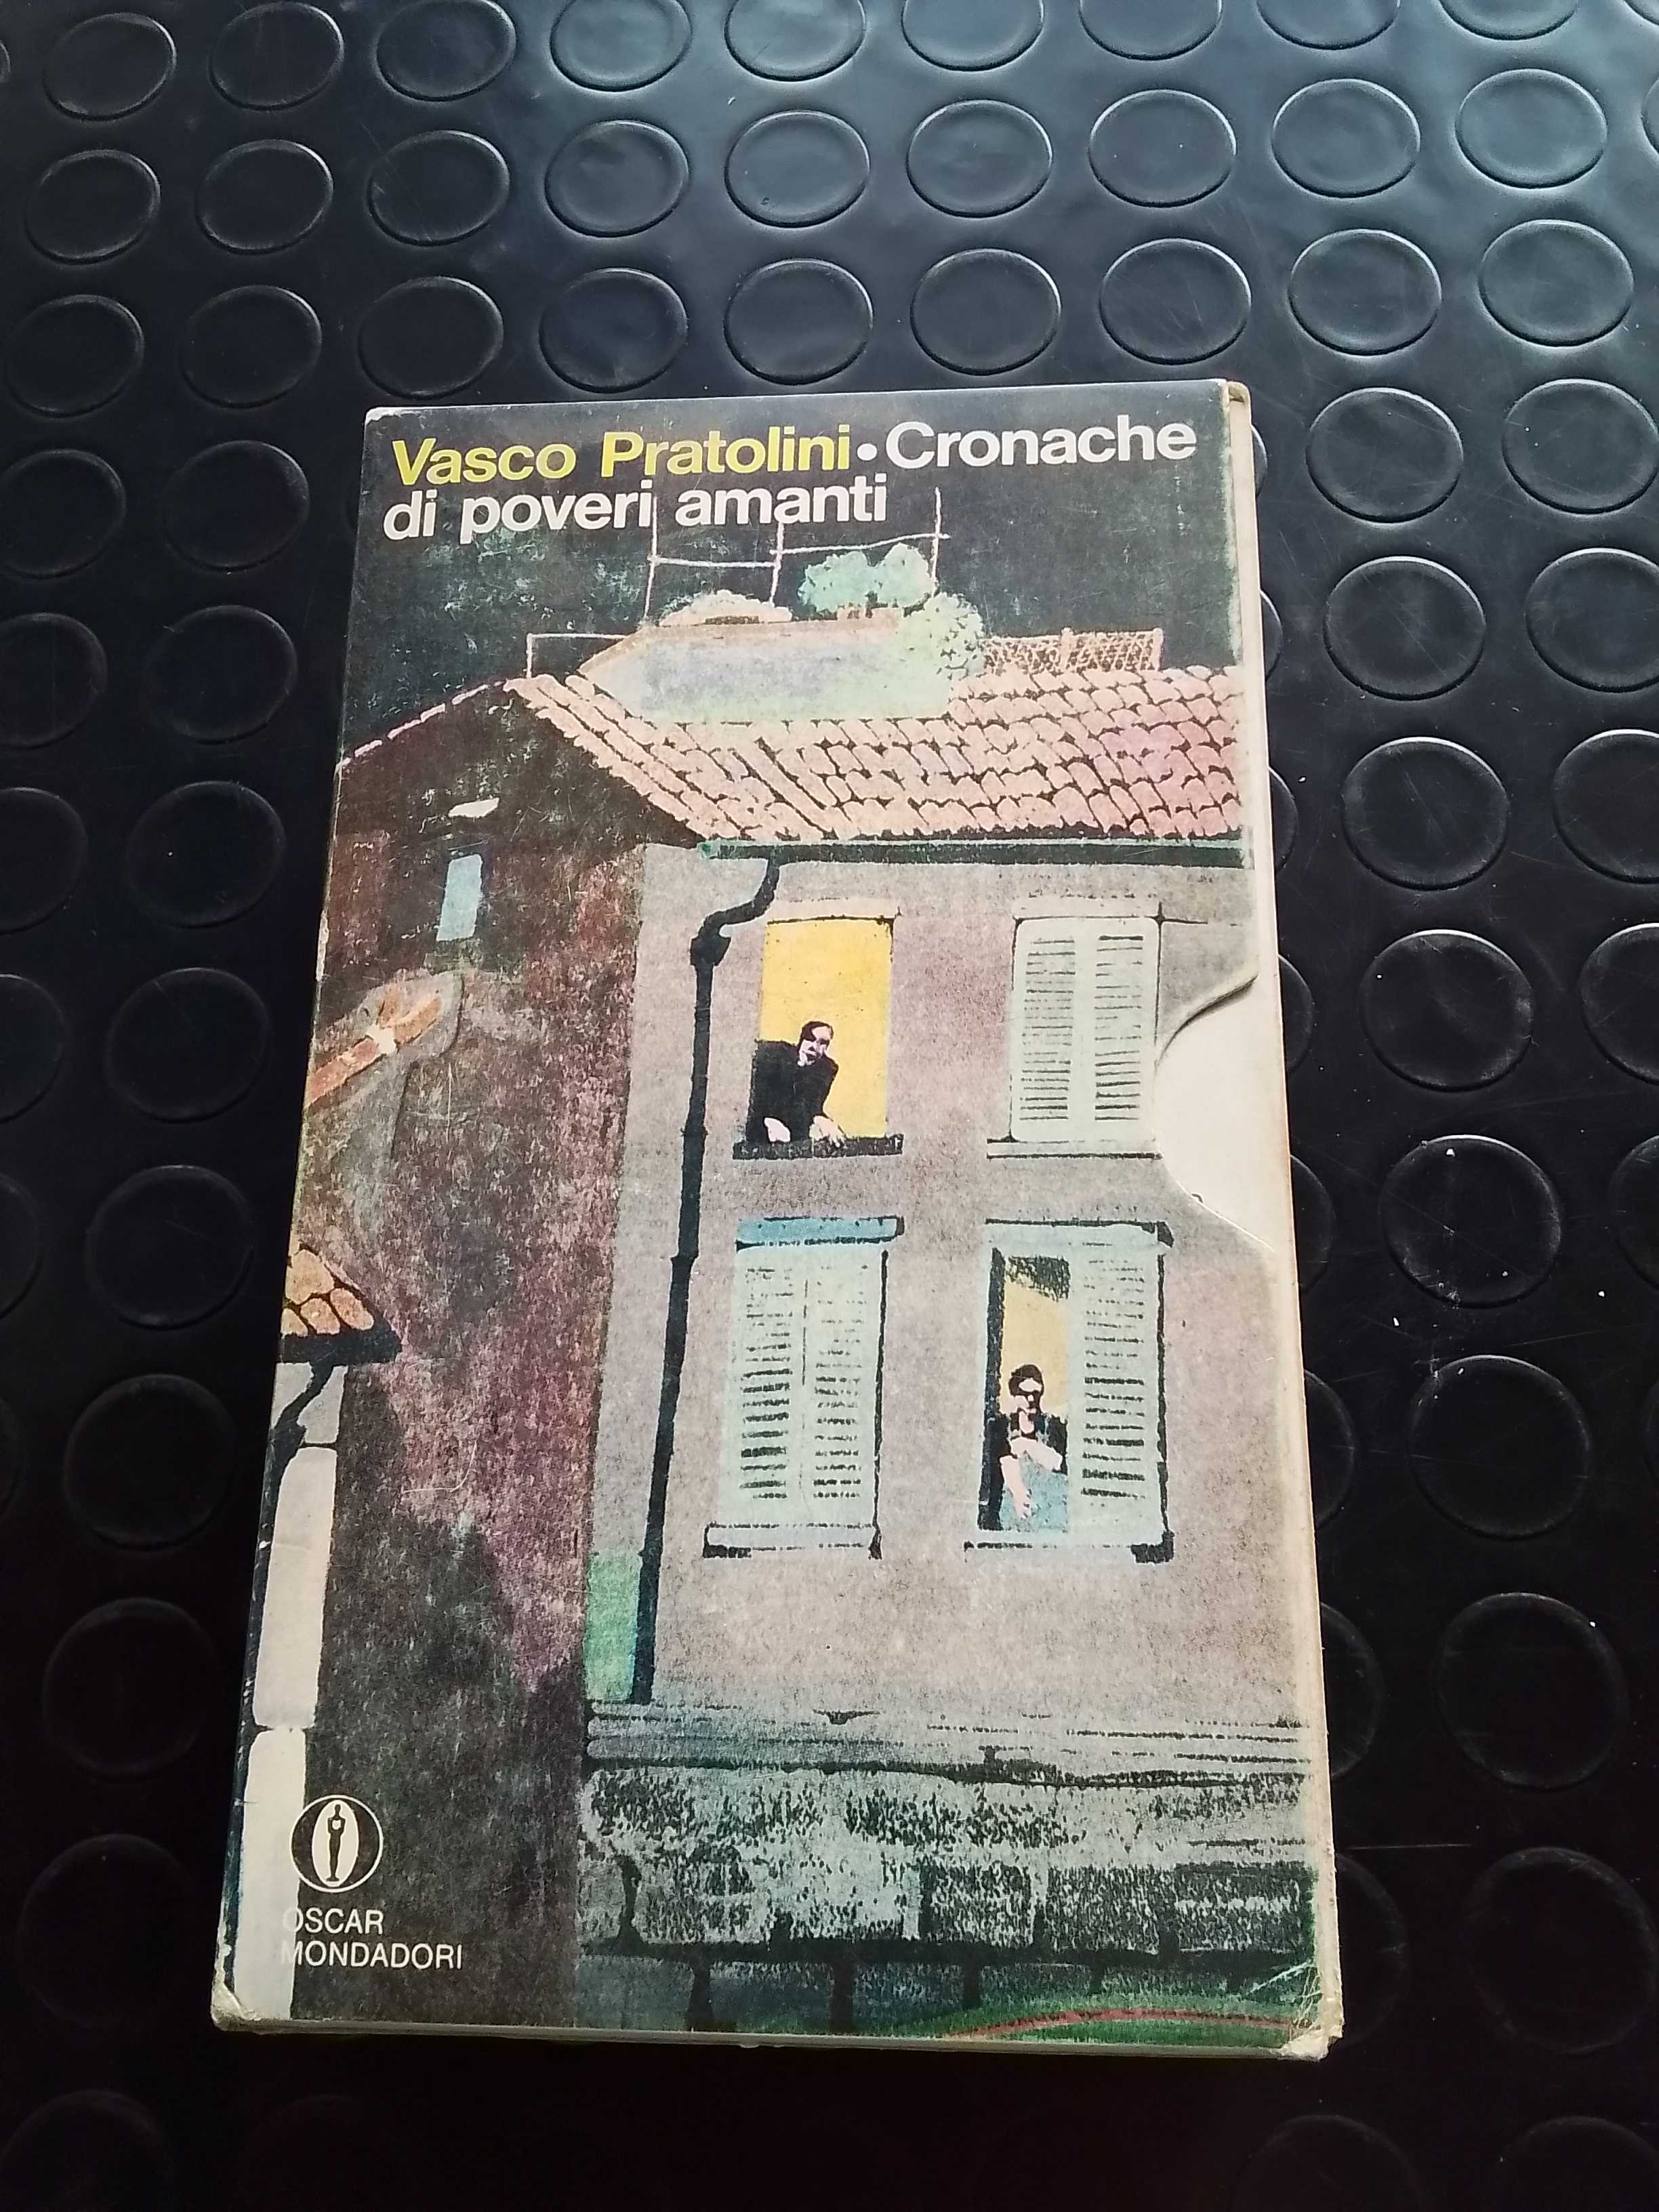 Vasco Pratolini • Cronache
di poveri amanti
OSCAR
MONDADORI